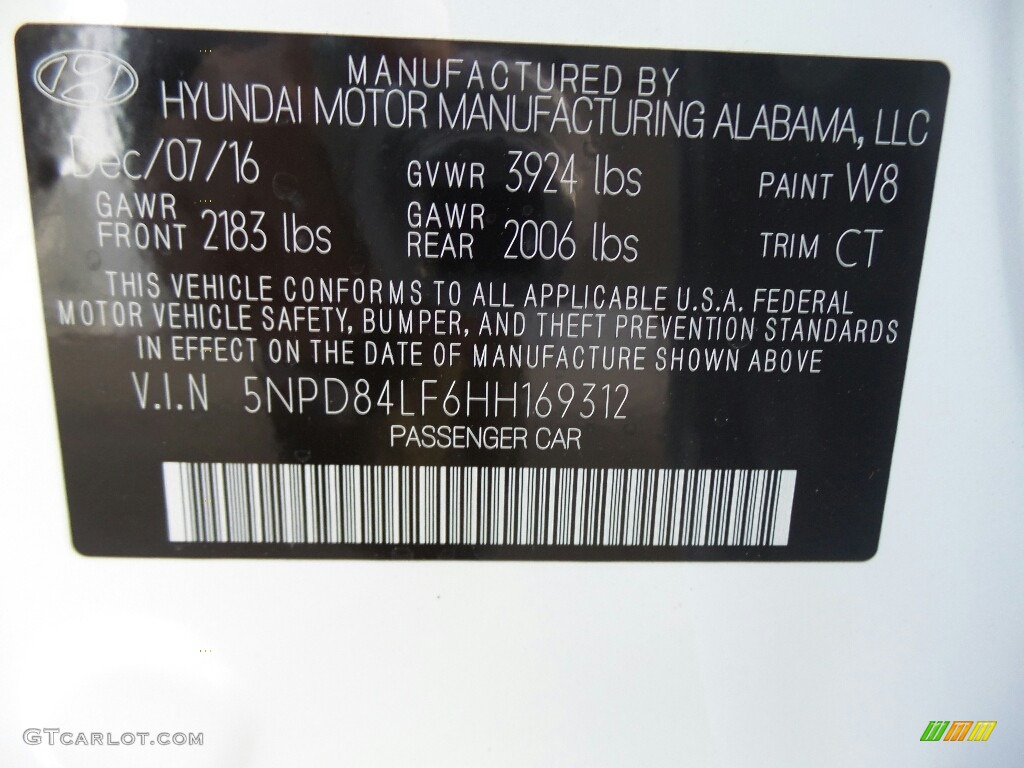 MANUFACTURED BY
HYUNDAI MOTOR MANUFACTURING ALABAMA, LLC
Dec/07/16 GVWR 3924 lbs PAINT W8
GAWR FRONT 2183 lbs GAWR REAR 2006 lbs TRIM CT
THIS VEHICLE CONFORMS TO ALL APPLICABLE U.S.A. FEDERAL
MOTOR VEHICLE SAFETY, BUMPER, AND THEFT PREVENTION STANDARDS
IN EFFECT ON THE DATE OF MANUFACTURE SHOWN ABOVE
V.I.N 5NPD84LF6HH169312
PASSENGER CAR
GTCARLOT.COM